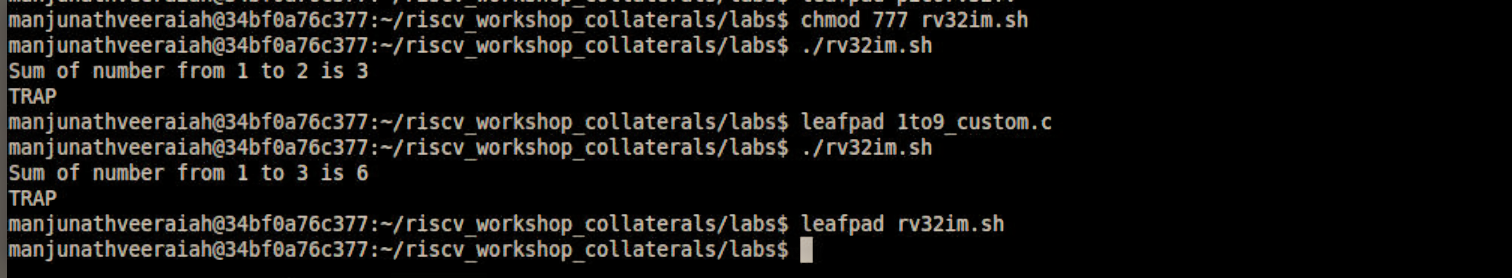 manjunathveeraiah@34bf0a76c377:~/riscv_workshop_collaterals/labs$ chmod 777 rv32im.sh
manjunathveeraiah@34bf0a76c377:~/riscv_workshop_collaterals/labs$ ./rv32im.sh
Sum of number from 1 to 2 is 3
TRAP
manjunathveeraiah@34bf0a76c377:~/riscv_workshop_collaterals/labs$ leafpad 1to9_custom.c
manjunathveeraiah@34bf0a76c377:~/riscv_workshop_collaterals/labs$ ./rv32im.sh
Sum of number from 1 to 3 is 6
TRAP
manjunathveeraiah@34bf0a76c377:~/riscv_workshop_collaterals/labs$ leafpad rv32im.sh
manjunathveeraiah@34bf0a76c377:~/riscv_workshop_collaterals/labs$